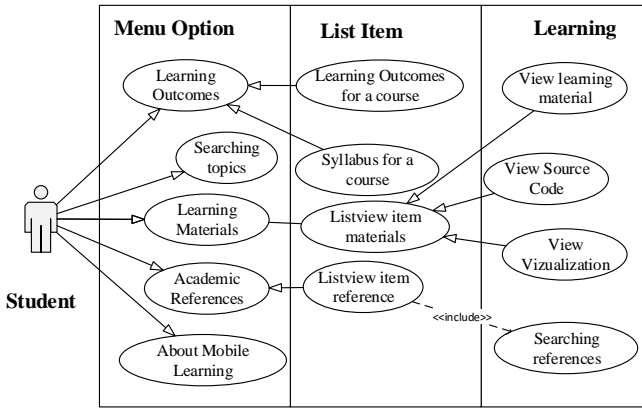 Menu Option
List Item
Learning
Learning
Outcomes
Searching
topics
Learning
Materials
Academic
References
About Mobile
Learning
Student
Learning Outcomes
for a course
Syllabus for a
course
Listview item
materials
Listview item
reference
<<include>>
View learning
material
View Source
Code
View
Vizualization
Searching
references